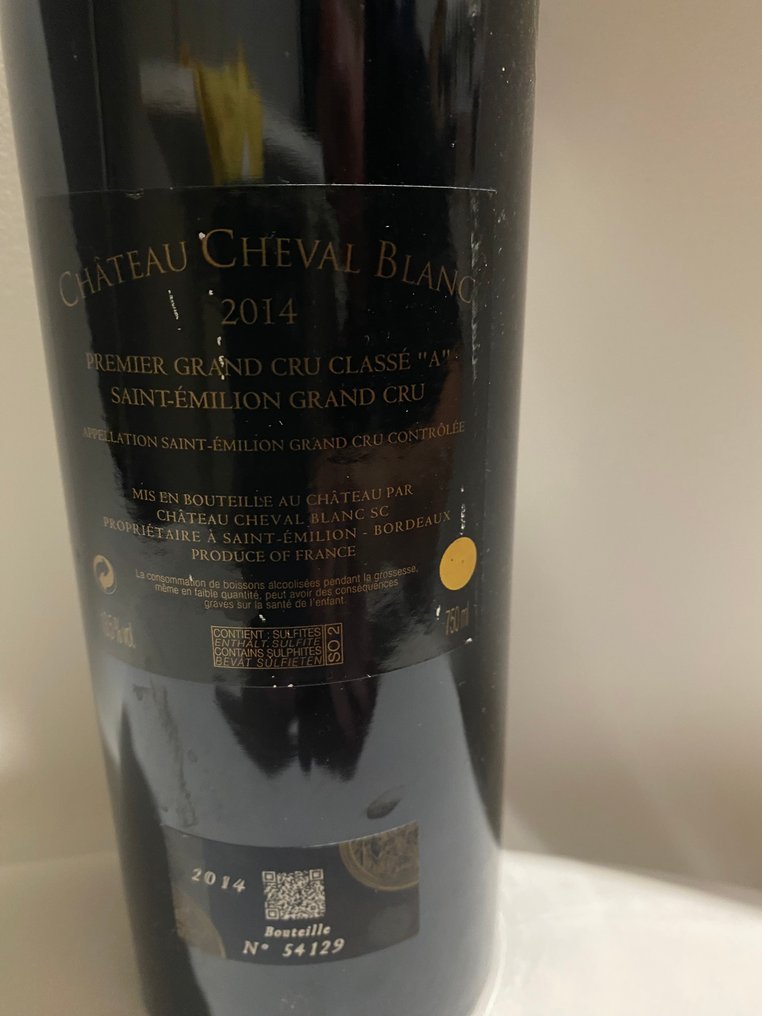 CHÂTEAU CHEVAL BLANC
2014
PREMIER GRAND CRU CLASSÉ "A"
SAINT-ÉMILION GRAND CRU
APPELLATION SAINT-ÉMILION GRAND CRU CONTRÔLÉE
MIS EN BOUTEILLE AU CHÂTEAU PAR
CHÂTEAU CHEVAL BLANC SC
PROPRIÉTAIRE À SAINT-ÉMILION - BORDEAUX
PRODUCE OF FRANCE
La consommation de boissons alcoolisées pendant la grossesse,
même en faible quantité, peut avoir des conséquences
graves sur la santé de l'enfant.
% vol. 750 ml
CONTIENT : SULFITES
ENTHÄLT SULFITE
CONTAINS SULPHITES
BEVAT SULFIETEN
SO 2
2014
Bouteille
N° 54129